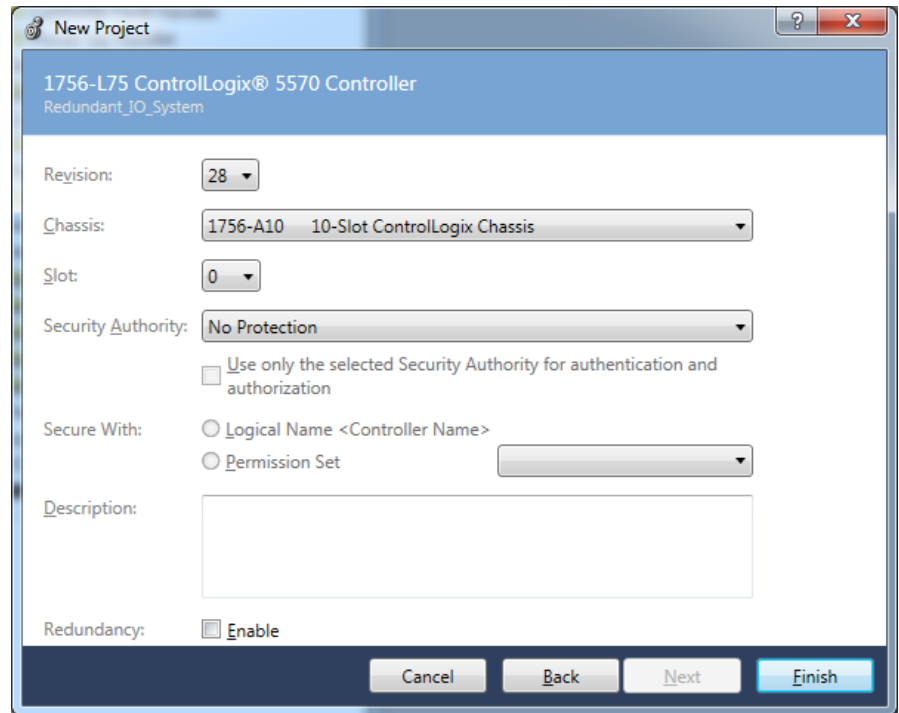 New Project
1756-L75 ControlLogix® 5570 Controller
Redundant_IO_System
Revision: 28
Chassis: 1756-A10 10-Slot ControlLogix Chassis
Slot: 0
Security Authority: No Protection
Use only the selected Security Authority for authentication and
authorization
Secure With: Logical Name <Controller Name>
Permission Set
Description:
Redundancy: Enable
Cancel Back Next Finish